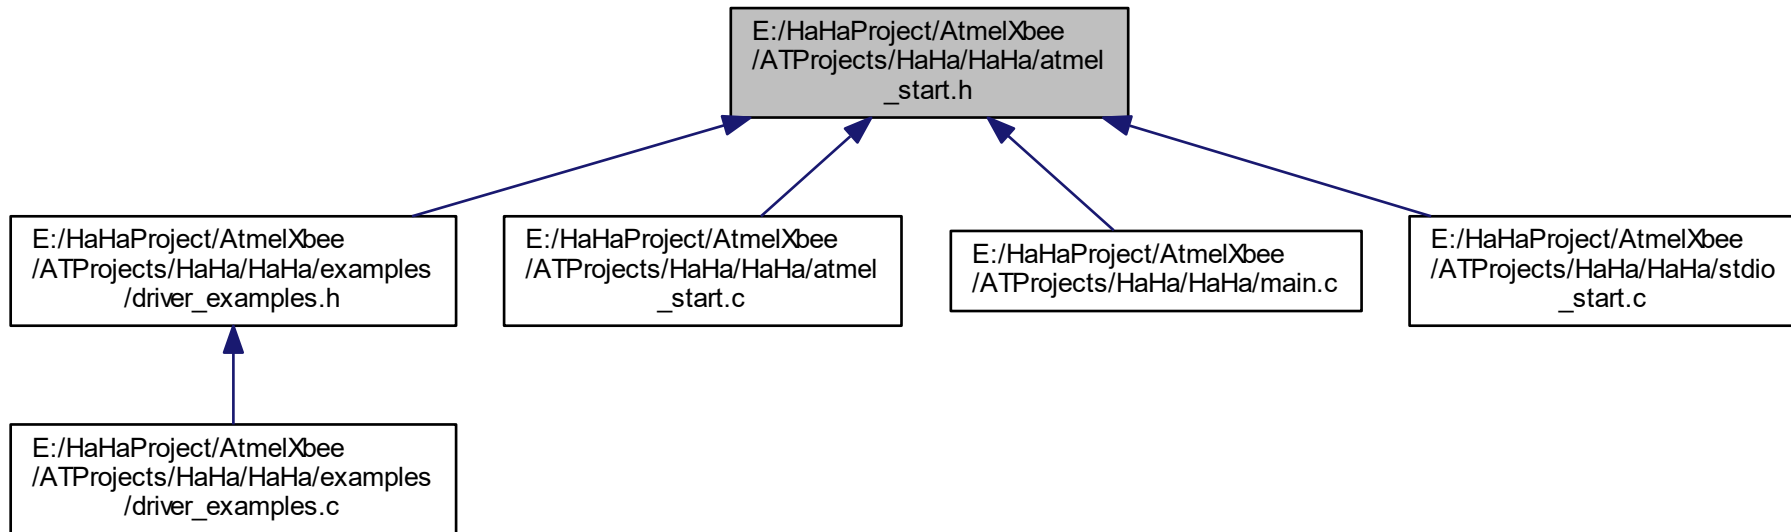 E:/HaHaProject/AtmelXbee
/ATProjects/HaHa/HaHa/atmel
_start.h
E:/HaHaProject/AtmelXbee
/ATProjects/HaHa/HaHa/examples
/driver_examples.h
E:/HaHaProject/AtmelXbee
/ATProjects/HaHa/HaHa/atmel
_start.c
E:/HaHaProject/AtmelXbee
/ATProjects/HaHa/HaHa/main.c
E:/HaHaProject/AtmelXbee
/ATProjects/HaHa/HaHa/stdio
_start.c
E:/HaHaProject/AtmelXbee
/ATProjects/HaHa/HaHa/examples
/driver_examples.c